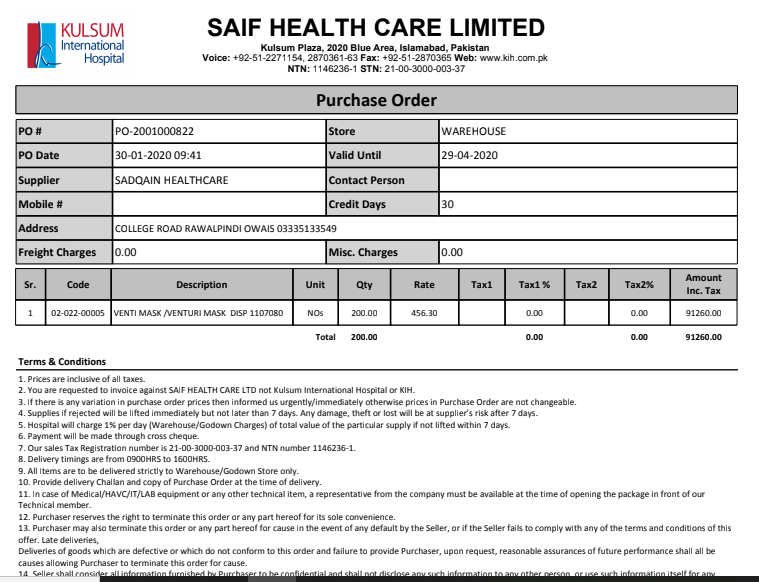 KULSUM
International
Hospital
SAIF HEALTH CARE LIMITED
Kulsum Plaza, 2020 Blue Area, Islamabad, Pakistan
Voice: +92-51-2271154, 2870361-63 Fax: +92-51-2870365 Web: www.kih.com.pk
NTN: 1146236-1 STN: 21-00-3000-003-37
Purchase Order
PO # PO-2001000822 Store WAREHOUSE
PO Date 30-01-2020 09:41 Valid Until 29-04-2020
Supplier SADQAIN HEALTHCARE Contact Person
Mobile # Credit Days 30
Address COLLEGE ROAD RAWALPINDI OWAIS 03335133549
Freight Charges 0.00 Misc. Charges 0.00
Sr. Code Description Unit Qty Rate Tax1 Tax1 % Tax2 Tax2% Amount Inc. Tax
1 02-022-00005 VENTI MASK /VENTURI MASK DISP 1107080 NOs 200.00 456.30 0.00 0.00 91260.00
Total 200.00 0.00 0.00 91260.00
Terms & Conditions
1. Prices are inclusive of all taxes.
2. You are requested to invoice against SAIF HEALTH CARE LTD not Kulsum International Hospital or KIH.
3. If there is any variation in purchase order prices then informed us urgently/immediately otherwise prices in Purchase Order are not changeable.
4. Supplies if rejected will be lifted immediately but not later than 7 days. Any damage, theft or lost will be at supplier's risk after 7 days.
5. Hospital will charge 1% per day (Warehouse/Godown Charges) of total value of the particular supply if not lifted within 7 days.
6. Payment will be made through cross cheque.
7. Our sales Tax Registration number is 21-00-3000-003-37 and NTN number 1146236-1.
8. Delivery timings are from 0900HRS to 1600HRS.
9. All Items are to be delivered strictly to Warehouse/Godown Store only.
10. Provide delivery Challan and copy of Purchase Order at the time of delivery.
11. In case of Medical/HAVC/IT/LAB equipment or any other technical item, a representative from the company must be available at the time of opening the package in front of our
Technical member.
12. Purchaser reserves the right to terminate this order or any part hereof for its sole convenience.
13. Purchaser may also terminate this order or any part hereof for cause in the event of any default by the Seller, or if the Seller fails to comply with any of the terms and conditions of this
offer. Late deliveries,
Deliveries of goods which are defective or which do not conform to this order and failure to provide Purchaser, upon request, reasonable assurances of future performance shall all be
causes allowing Purchaser to terminate this order for cause.
14. Seller shall consider all information furnished by Purchaser to be confidential and shall not disclose any such information to any other person, or use such information itself for any